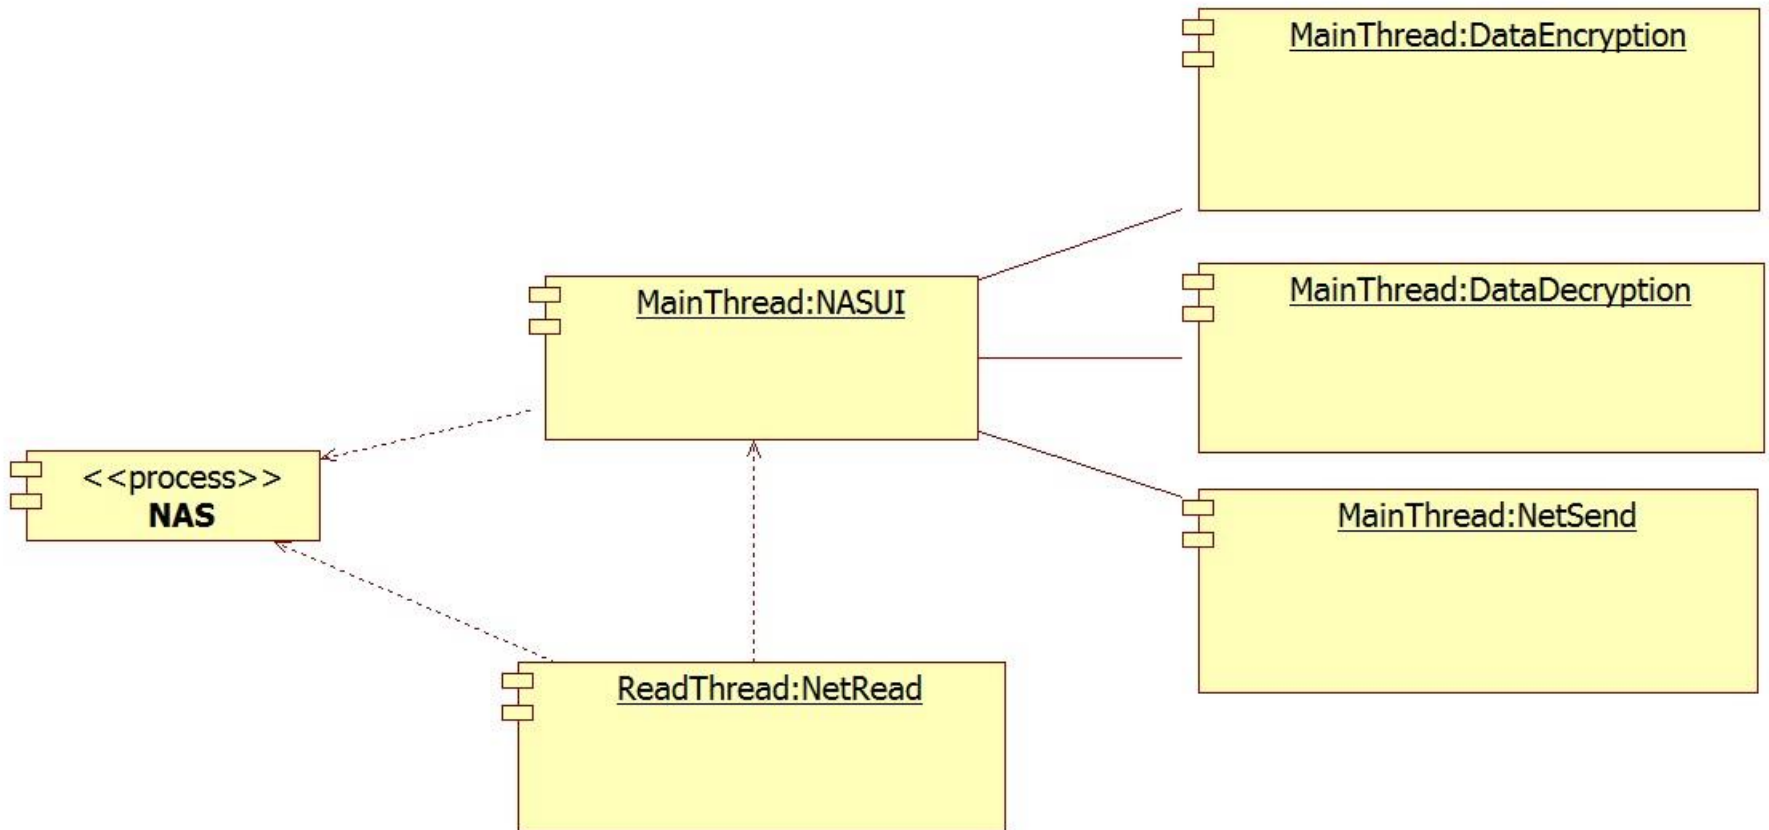 MainThread:DataEncryption
MainThread:NASUI
MainThread:DataDecryption
<<process>>
NAS
MainThread:NetSend
ReadThread:NetRead